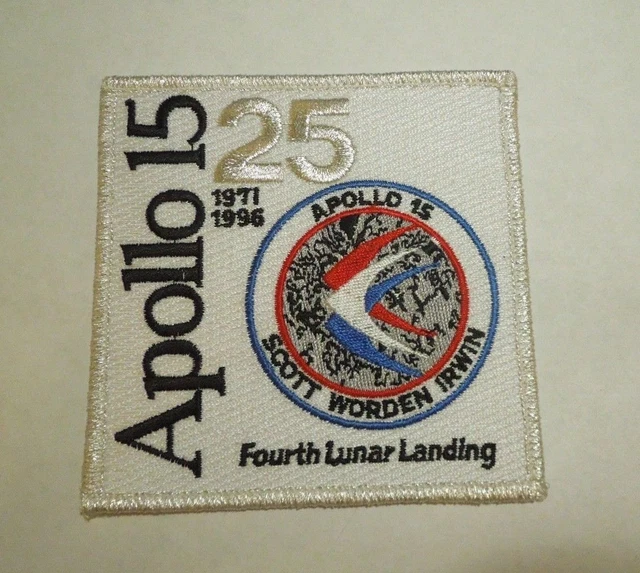 Apollo 15
25
1971
1996
APOLLO 15
SCOTT WORDEN IRWIN
Fourth Lunar Landing